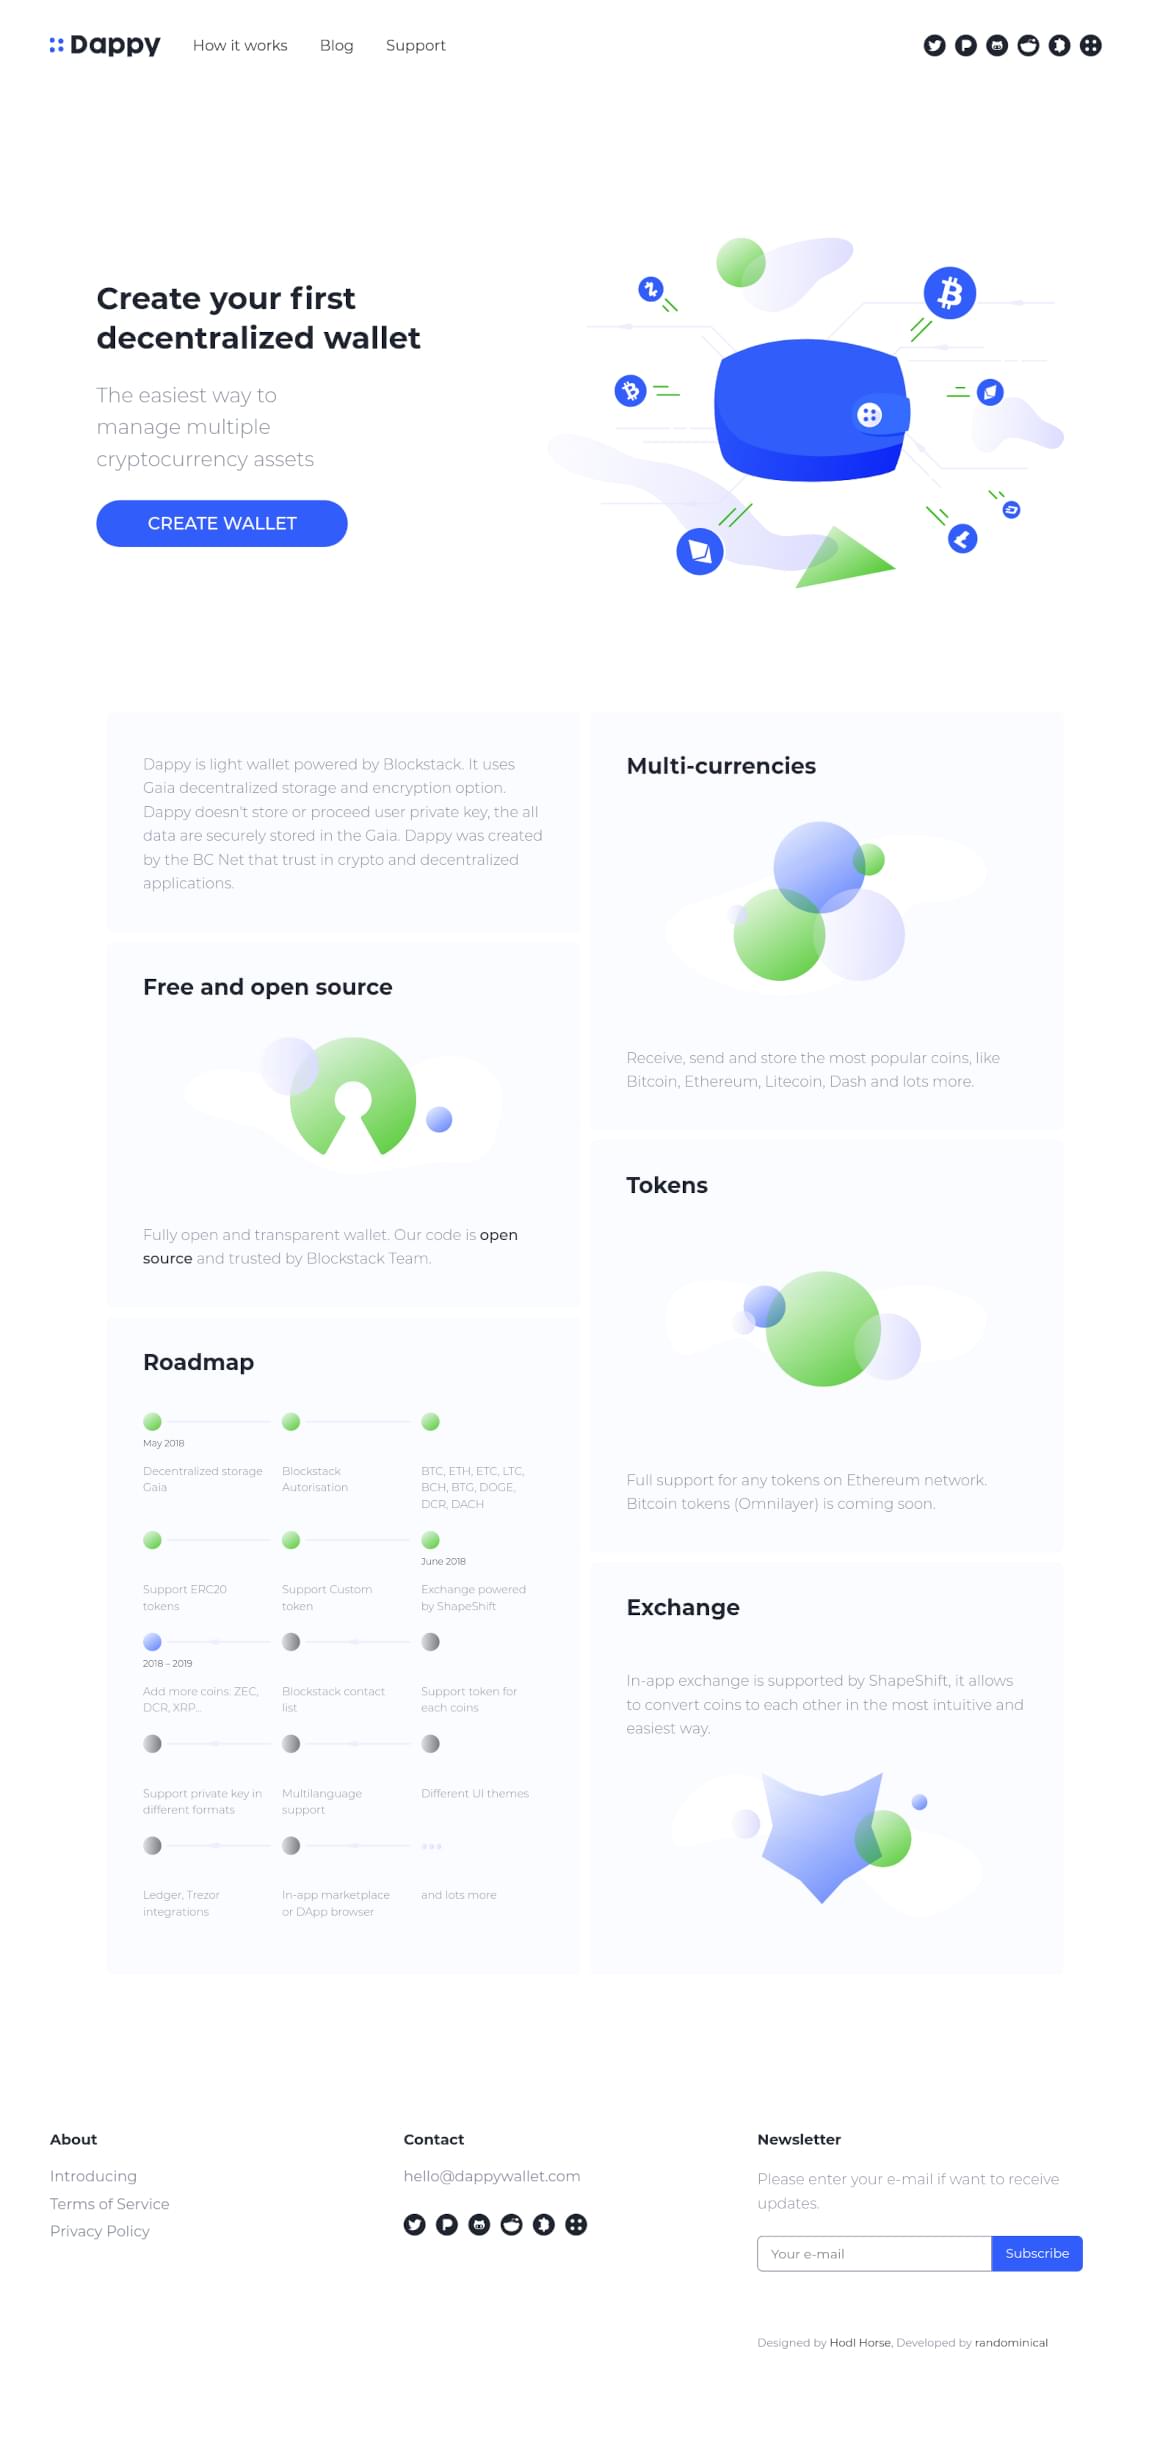 Dappy
How it works
Blog
Support
Create your first
decentralized wallet
The easiest way to
manage multiple
cryptocurrency assets
CREATE WALLET
Dappy is light wallet powered by Blockstack. It uses
Gaia decentralized storage and encryption option.
Dappy doesn't store or proceed user private key, the all
data are securely stored in the Gaia. Dappy was created
by the BC Net that trust in crypto and decentralized
applications.
Free and open source
Fully open and transparent wallet. Our code is open
source and trusted by Blockstack Team.
Roadmap
May 2018
Decentralized storage
Gaia
Blockstack
Autorisation
BTC, ETH, ETC, LTC,
BCH, BTG, DOGE,
DCR, DACH
Support ERC20
tokens
Support Custom
token
June 2018
Exchange powered
by ShapeShift
2018 – 2019
Add more coins: ZEC,
DCR, XRP...
Blockstack contact
list
Support token for
each coins
Support private key in
different formats
Multilanguage
support
Different UI themes
Ledger, Trezor
integrations
In-app marketplace
or DApp browser
and lots more
Multi-currencies
Receive, send and store the most popular coins, like
Bitcoin, Ethereum, Litecoin, Dash and lots more.
Tokens
Full support for any tokens on Ethereum network.
Bitcoin tokens (Omnilayer) is coming soon.
Exchange
In-app exchange is supported by ShapeShift, it allows
to convert coins to each other in the most intuitive and
easiest way.
About
Introducing
Terms of Service
Privacy Policy
Contact
hello@dappywallet.com
Newsletter
Please enter your e-mail if want to receive
updates.
Your e-mail
Subscribe
Designed by Hodl Horse, Developed by randominical